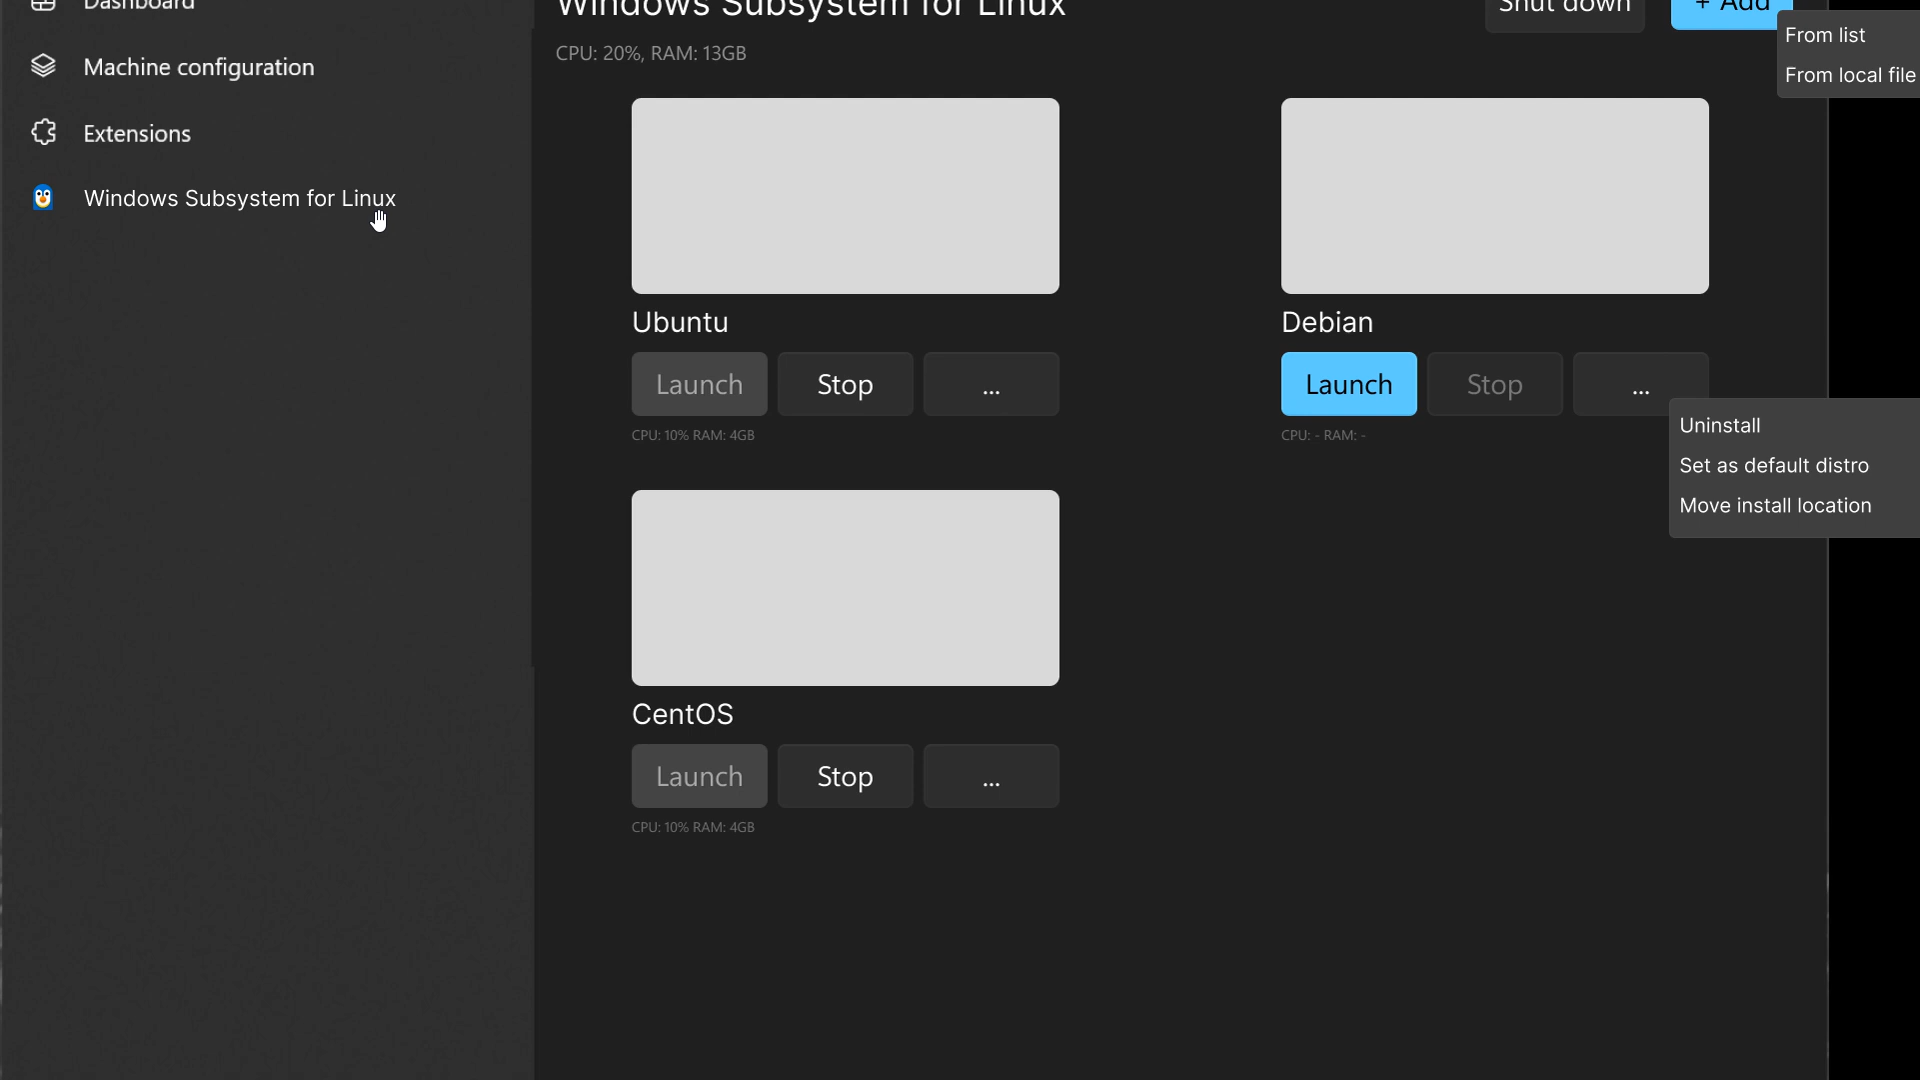 Dashboard
Machine configuration
Extensions
Windows Subsystem for Linux
Windows Subsystem for Linux
Shut down
+ Add
From list
From local file
CPU: 20%, RAM: 13GB
Ubuntu
Launch
Stop
...
CPU: 10% RAM: 4GB
Debian
Launch
Stop
...
CPU: - RAM: -
Uninstall
Set as default distro
Move install location
CentOS
Launch
Stop
...
CPU: 10% RAM: 4GB